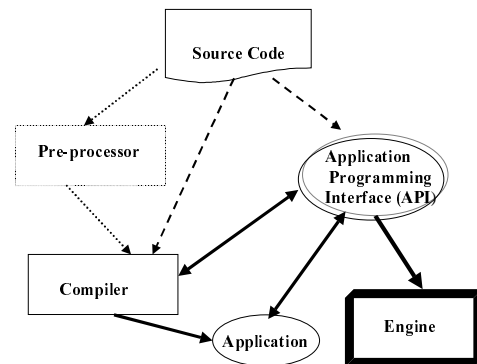 Source Code
Pre-processor
Application
Programming
Interface (API)
Compiler
Application
Engine